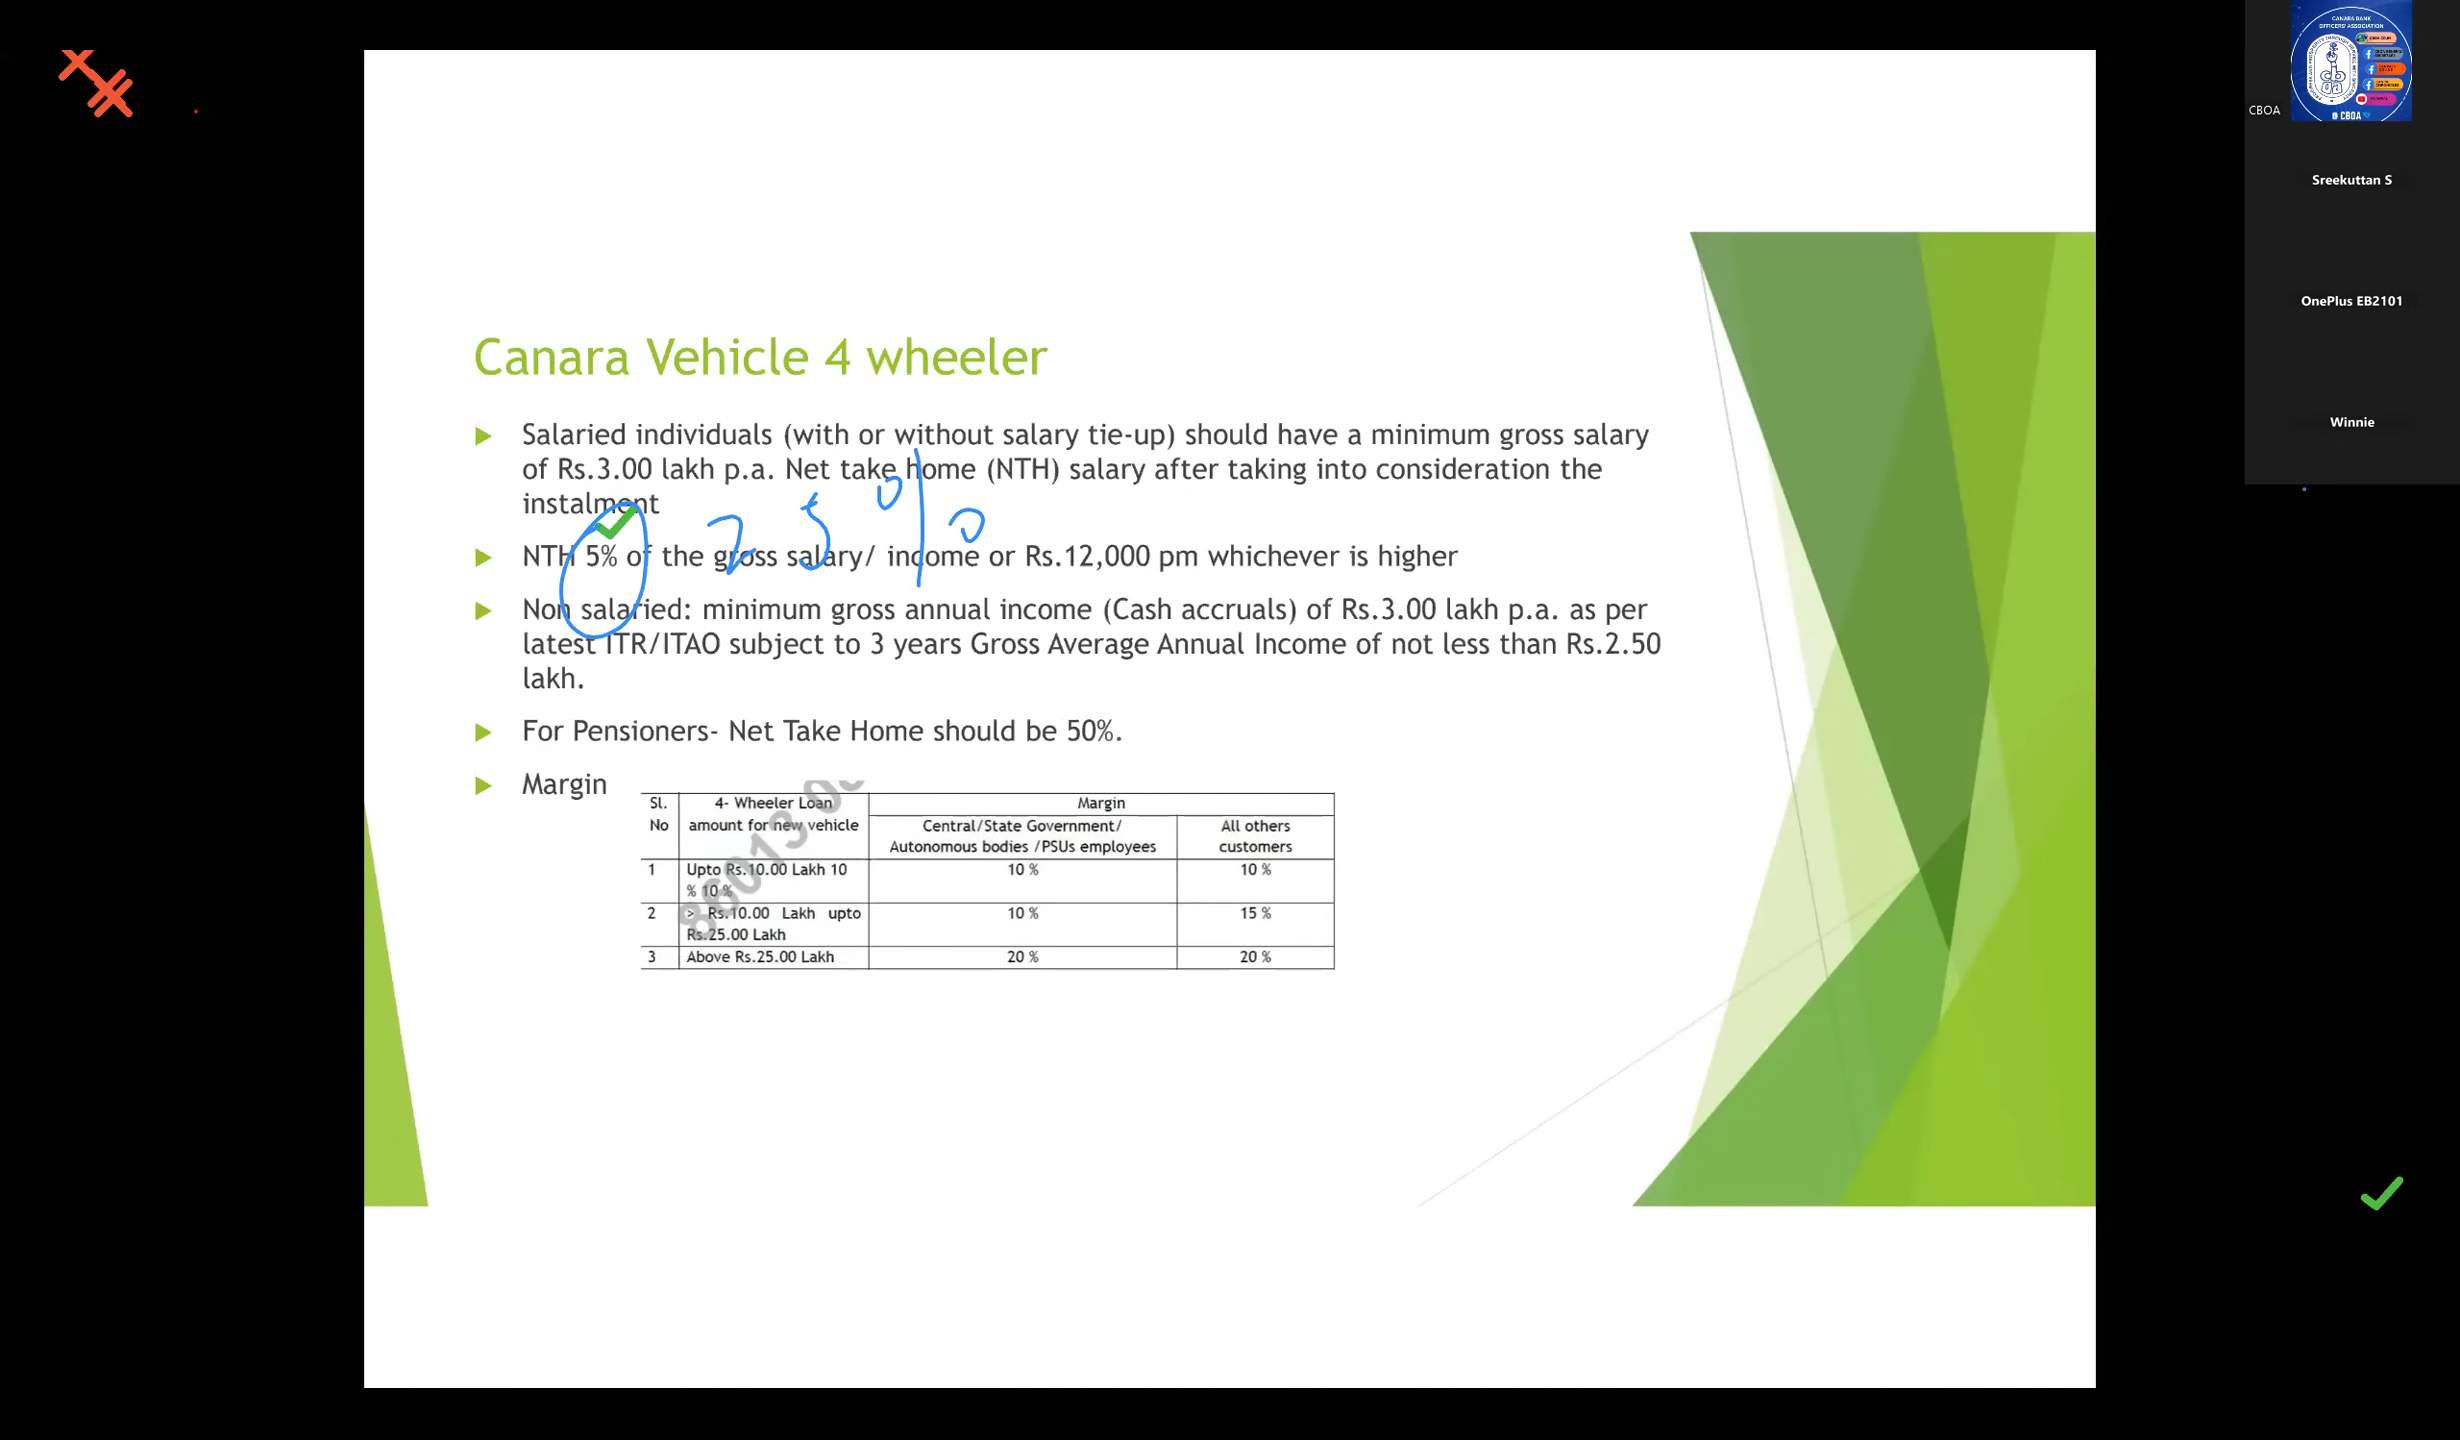 Canara Vehicle 4 wheeler
Salaried individuals (with or without salary tie-up) should have a minimum gross salary
of Rs.3.00 lakh p.a. Net take home (NTH) salary after taking into consideration the
instalment
25%
NTH 5% of the gross salary/ income or Rs.12,000 pm whichever is higher
Non salaried: minimum gross annual income (Cash accruals) of Rs.3.00 lakh p.a. as per
latest ITR/ITAO subject to 3 years Gross Average Annual Income of not less than Rs.2.50
lakh.
For Pensioners- Net Take Home should be 50%.
Margin
Sl. No 4- Wheeler Loan amount for new vehicle Margin
Central/State Government/ Autonomous bodies /PSUs employees All others customers
1 Upto Rs.10.00 Lakh 10 % 10 % 10 % 10 %
2 > Rs.10.00 Lakh upto Rs.25.00 Lakh 10 % 15 %
3 Above Rs.25.00 Lakh 20 % 20 %
86013
CANARA BANK
OFFICERS' ASSOCIATION
@ CBOA
CBOA
Sreekuttan S
OnePlus EB2101
Winnie